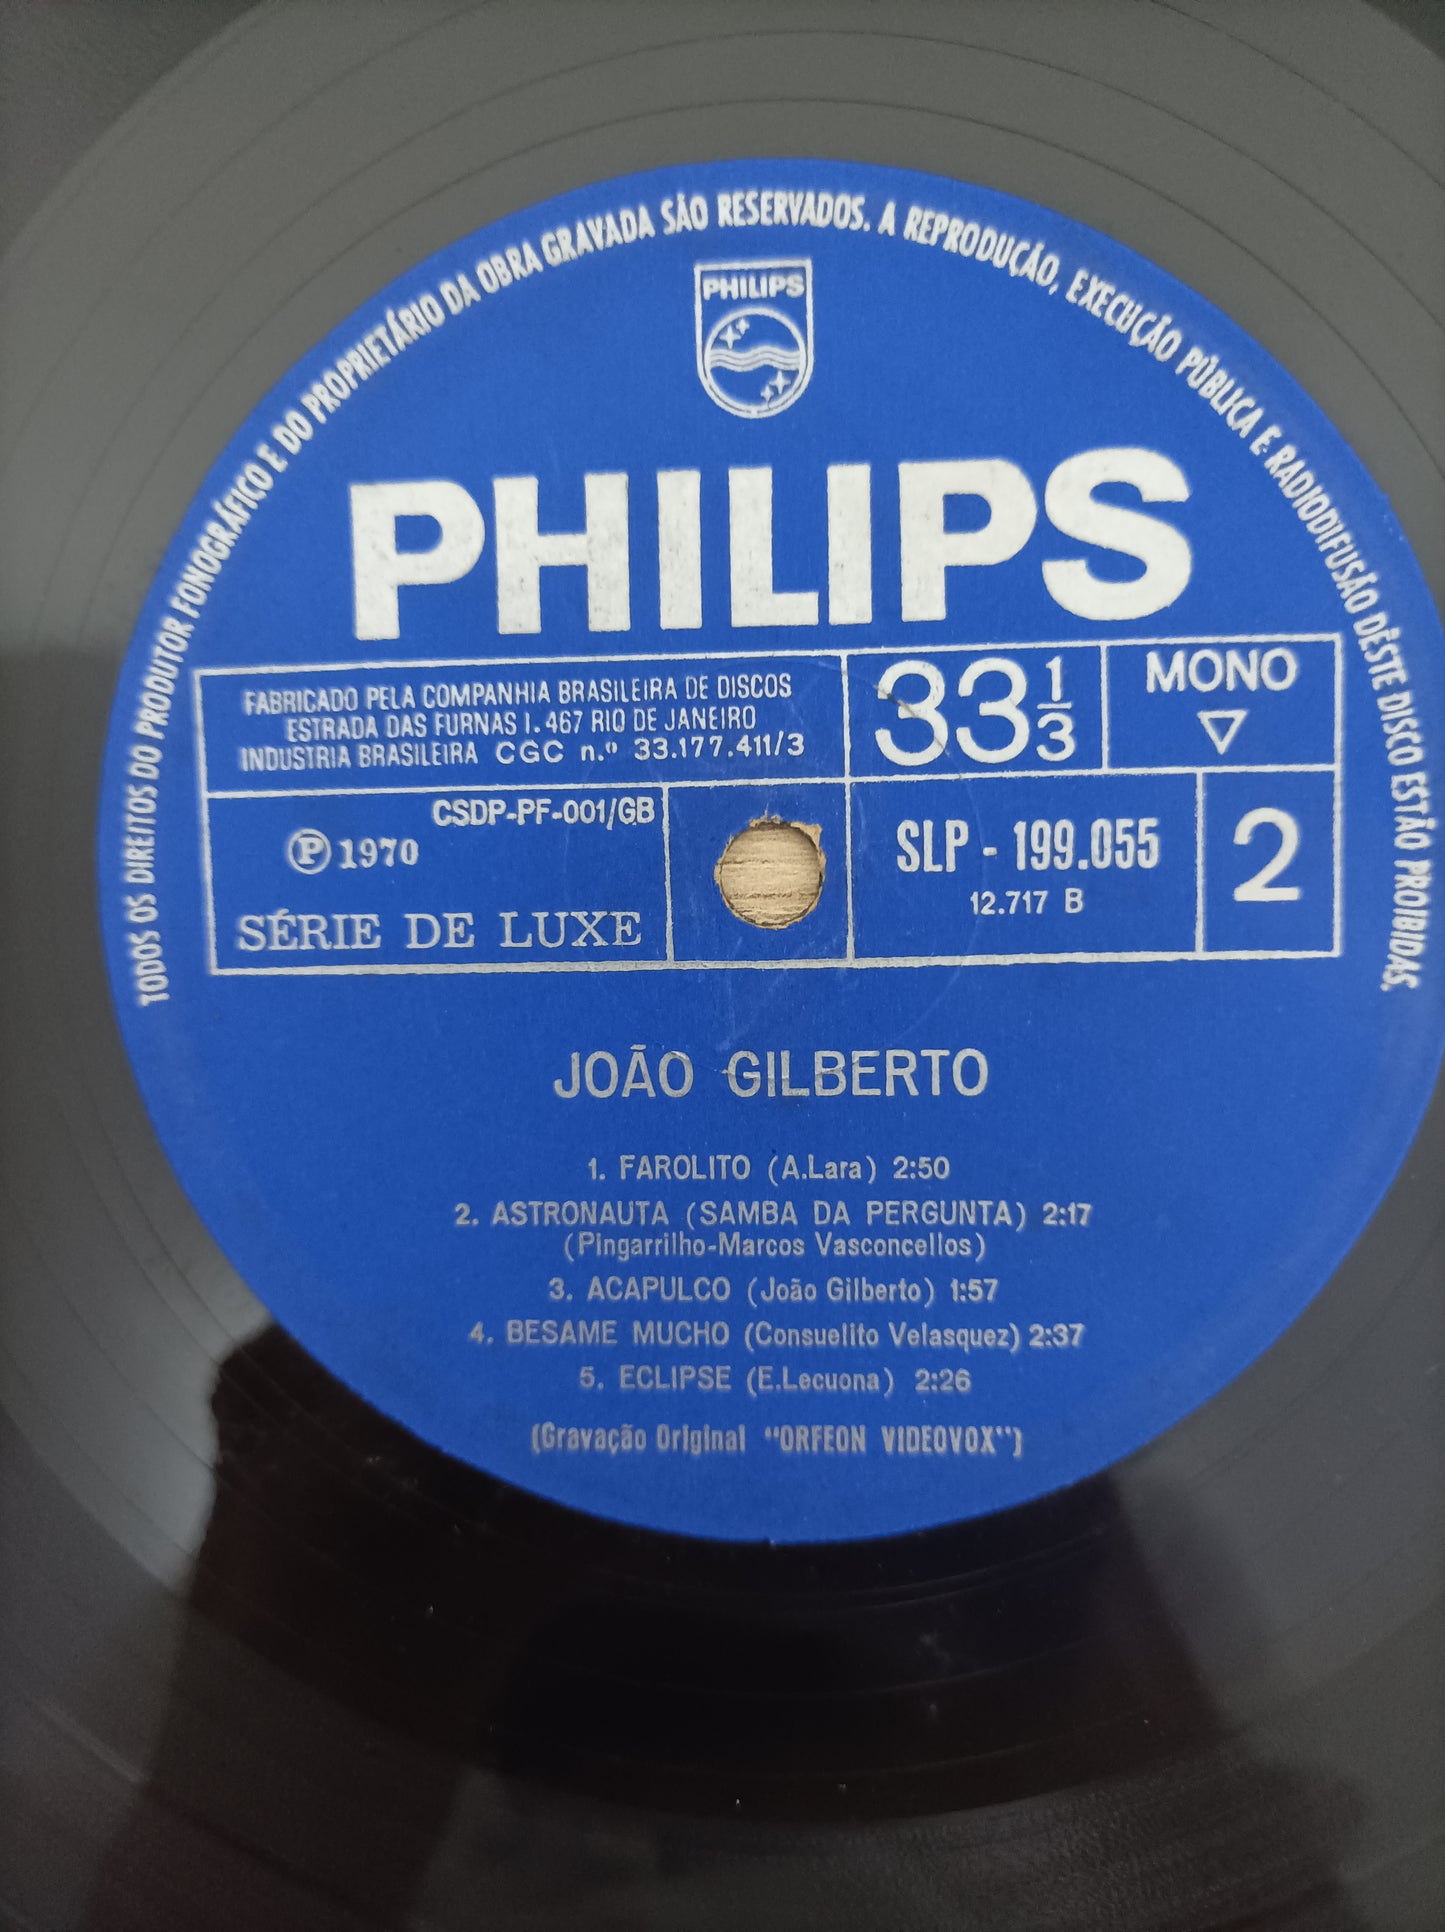 TODOS OS DIREITOS DO PRODUTOR FONOGRÁFICO E DO PROPRIETÁRIO DA OBRA GRAVADA SÃO RESERVADOS. A REPRODUÇÃO, EXECUÇÃO PÚBLICA E RADIODIFUSÃO DÊSTE DISCO ESTÃO PROIBIDAS.
PHILIPS
PHILIPS
FABRICADO PELA COMPANHIA BRASILEIRA DE DISCOS
ESTRADA DAS FURNAS 1.467 RIO DE JANEIRO
INDUSTRIA BRASILEIRA CGC n.º 33.177.411/3
33 1/3
MONO
CSDP-PF-001/GB
℗ 1970
SÉRIE DE LUXE
SLP - 199.055
12.717 B
2
JOÃO GILBERTO
1. FAROLITO (A.Lara) 2:50
2. ASTRONAUTA (SAMBA DA PERGUNTA) 2:17
(Pingarrilho-Marcos Vasconcellos)
3. ACAPULCO (João Gilberto) 1:57
4. BESAME MUCHO (Consuelito Velasquez) 2:37
5. ECLIPSE (E.Lecuona) 2:26
(Gravação Original "ORFEON VIDEOVOX")